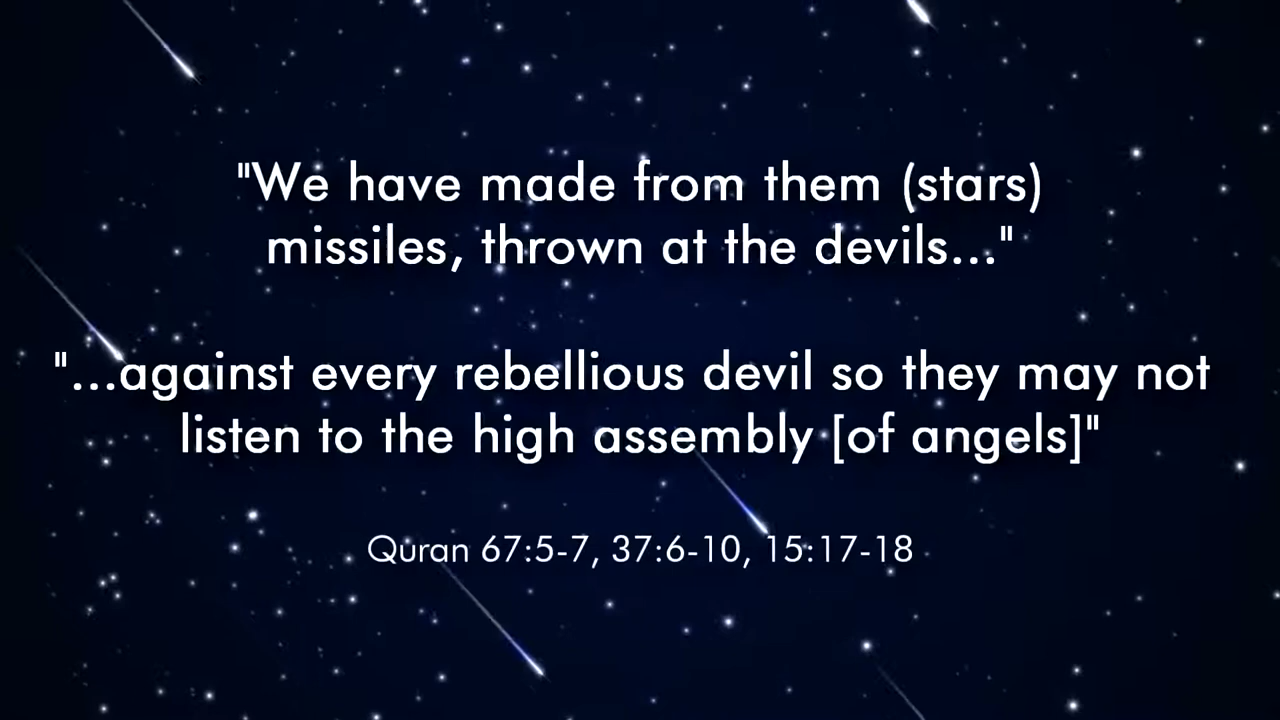 "We have made from them (stars)
missiles, thrown at the devils..."
"...against every rebellious devil so they may not
listen to the high assembly [of angels]"
Quran 67:5-7, 37:6-10, 15:17-18